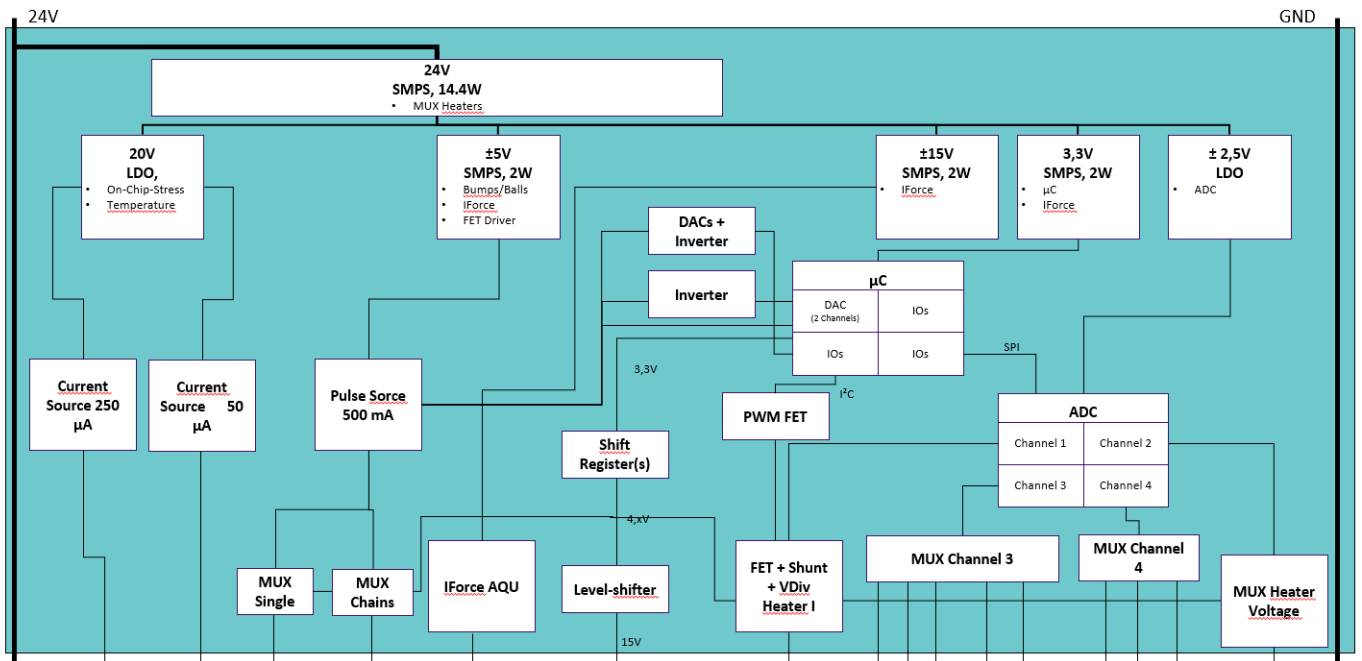 24V
GND
24V
SMPS, 14.4W
• MUX Heaters
20V
LDO,
• On-Chip-Stress
• Temperature
±5V
SMPS, 2W
• Bumps/Balls
• IForce
• FET Driver
±15V
SMPS, 2W
• IForce
3,3V
SMPS, 2W
• µC
• IForce
± 2,5V
LDO
• ADC
DACs +
Inverter
Inverter
µC
DAC
(2 Channels)
IOs
IOs
IOs
SPI
3,3V
I²C
Current
Source 250
µA
Current
Source 50
µA
Pulse Sorce
500 mA
PWM FET
ADC
Channel 1
Channel 2
Channel 3
Channel 4
Shift
Register(s)
4,xV
MUX
Single
MUX
Chains
IForce AQU
Level-shifter
FET + Shunt
+ VDiv
Heater I
MUX Channel 3
MUX Channel
4
MUX Heater
Voltage
15V